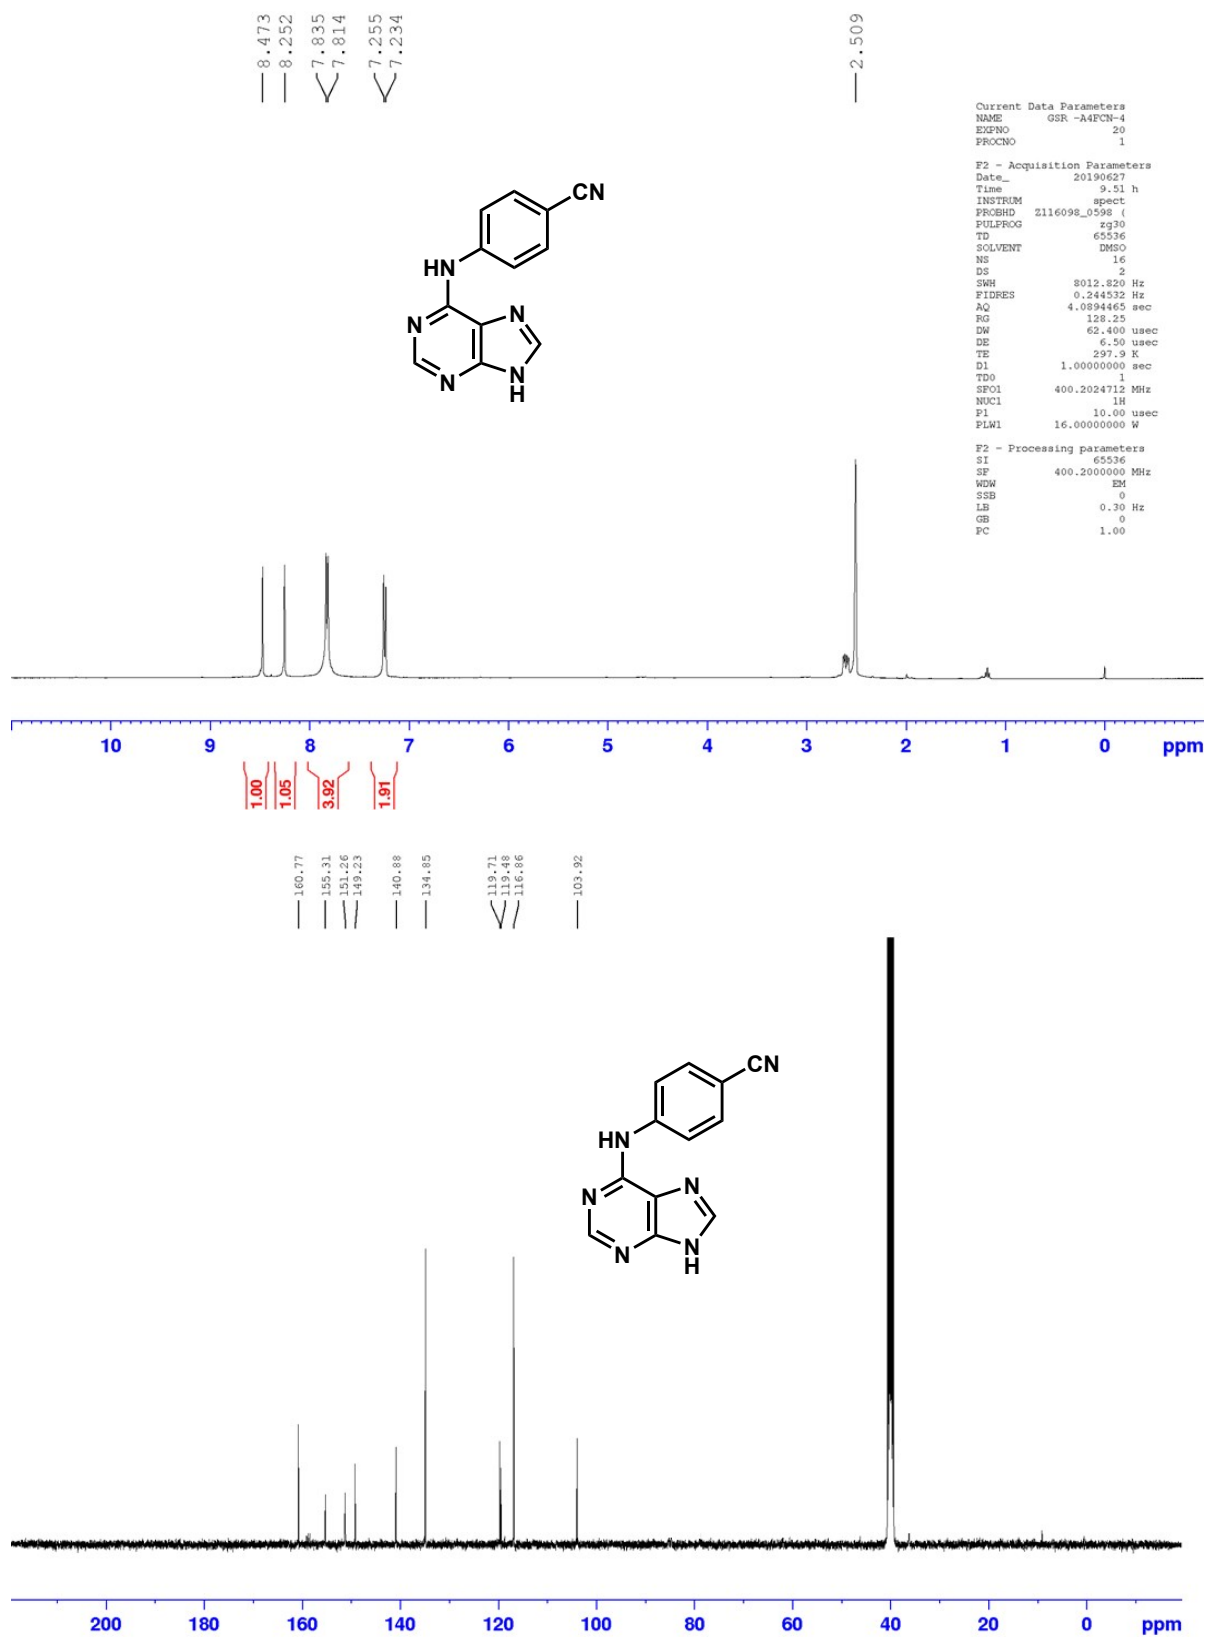 8.473
8.252
7.835
7.814
7.255
7.234
2.509
Current Data Parameters
NAME GSR -A4FCN-4
EXPNO 20
PROCNO 1
F2 - Acquisition Parameters
Date_ 20190627
Time 9.51 h
INSTRUM spect
PROBHD Z116098_0598 (
PULPROG zg30
TD 65536
SOLVENT DMSO
NS 16
DS 2
SWH 8012.820 Hz
FIDRES 0.244532 Hz
AQ 4.0894465 sec
RG 128.25
DW 62.400 usec
DE 6.50 usec
TE 297.9 K
D1 1.00000000 sec
TD0 1
SFO1 400.2024712 MHz
NUC1 1H
P1 10.00 usec
PLW1 16.00000000 W
F2 - Processing parameters
SI 65536
SF 400.2000000 MHz
WDW EM
SSB 0
LB 0.30 Hz
GB 0
PC 1.00
CN
HN
N
N
N
N
H
10 9 8 7 6 5 4 3 2 1 0 ppm
1.00
1.05
3.92
1.91
160.77
155.31
151.26
149.23
140.88
134.85
119.71
119.48
116.86
103.92
CN
HN
N
N
N
N
H
200 180 160 140 120 100 80 60 40 20 0 ppm